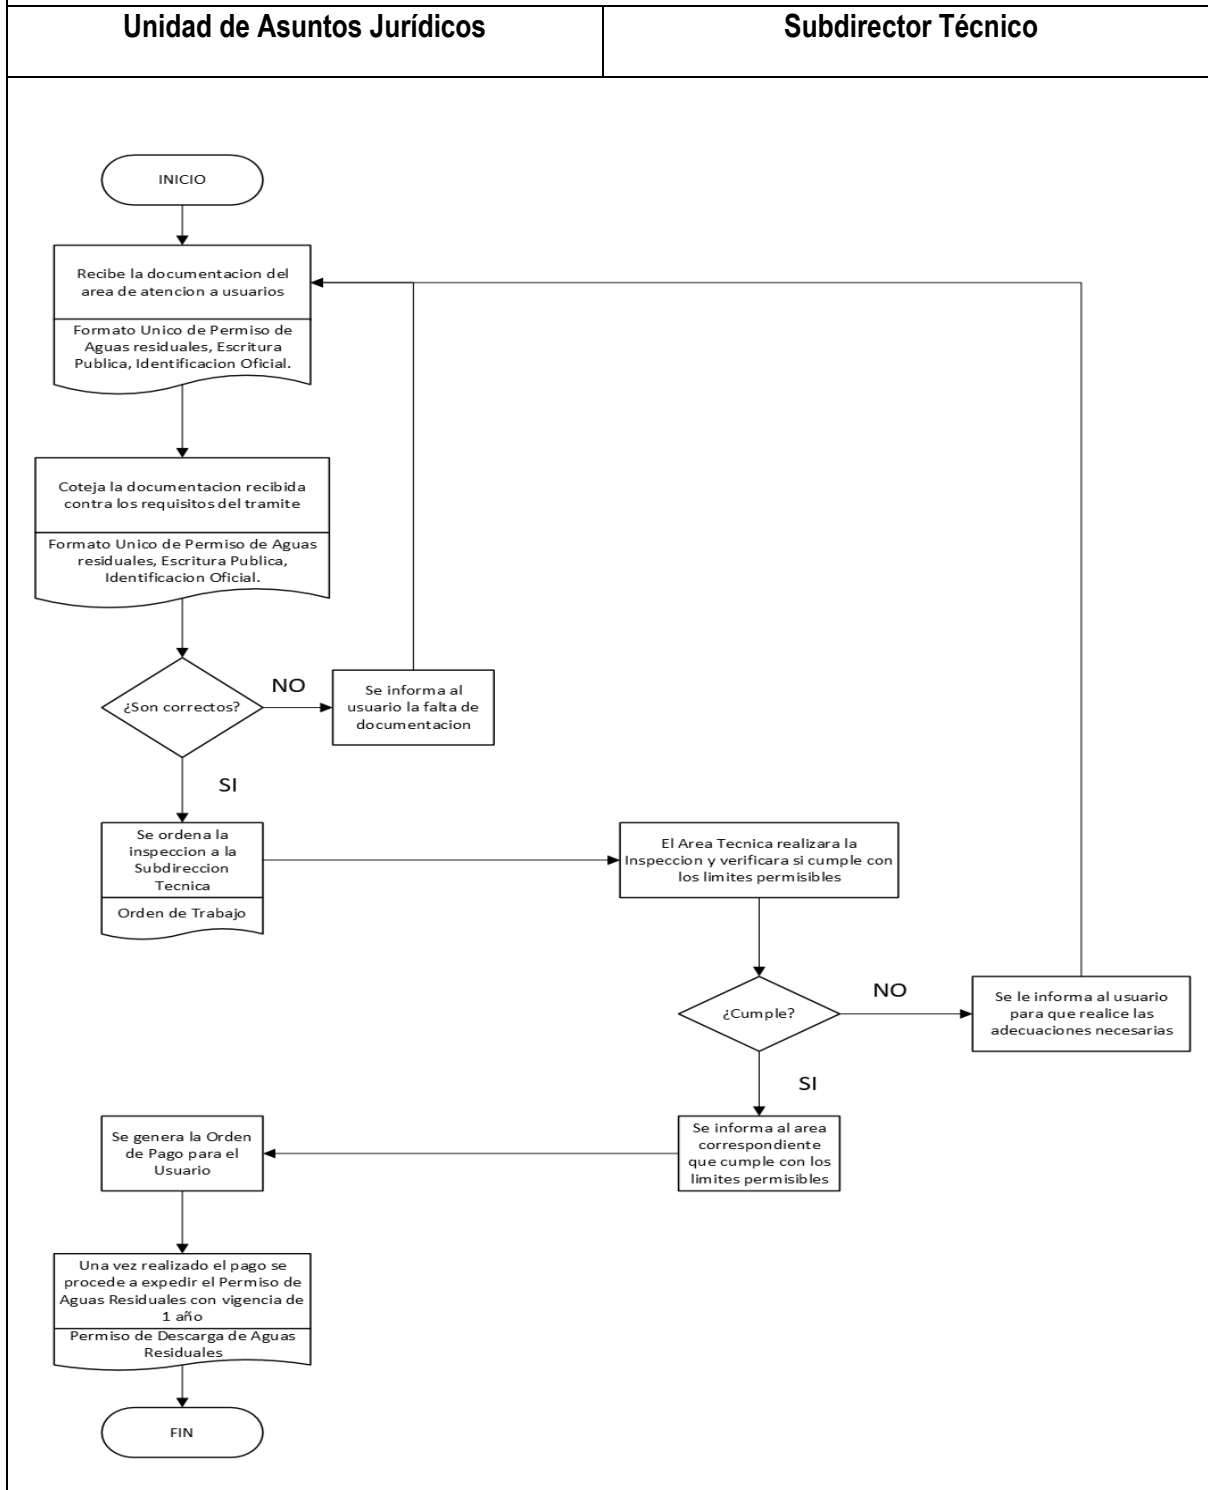 Unidad de Asuntos Jurídicos
Subdirector Técnico
INICIO
Recibe la documentacion del
area de atencion a usuarios
Formato Unico de Permiso de
Aguas residuales, Escritura
Publica, Identificacion Oficial.
Coteja la documentacion recibida
contra los requisitos del tramite
Formato Unico de Permiso de Aguas
residuales, Escritura Publica,
Identificacion Oficial.
¿Son correctos?
NO
Se informa al
usuario la falta de
documentacion
SI
Se ordena la
inspeccion a la
Subdireccion
Tecnica
Orden de Trabajo
El Area Tecnica realizara la
Inspeccion y verificara si cumple con
los limites permisibles
¿Cumple?
NO
Se le informa al usuario
para que realice las
adecuaciones necesarias
SI
Se informa al area
correspondiente
que cumple con los
limites permisibles
Se genera la Orden
de Pago para el
Usuario
Una vez realizado el pago se
procede a expedir el Permiso de
Aguas Residuales con vigencia de
1 año
Permiso de Descarga de Aguas
Residuales
FIN